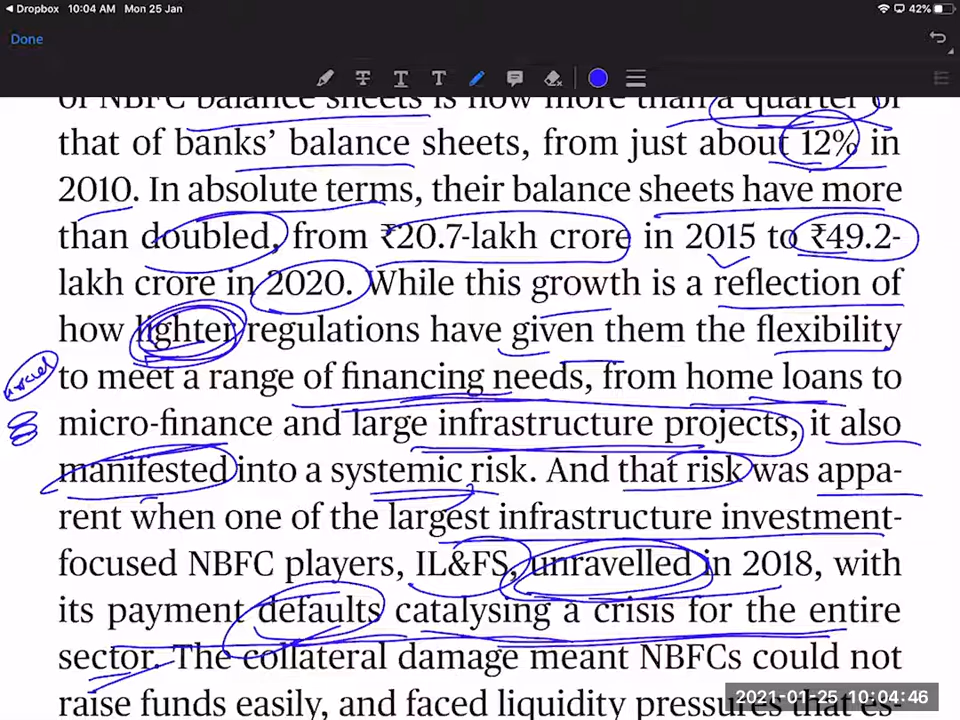 Dropbox 10:04 AM Mon 25 Jan 42%
Done
T T T
of NBFC balance sheets is now more than a quarter of
that of banks’ balance sheets, from just about 12% in
2010. In absolute terms, their balance sheets have more
than doubled, from ₹20.7-lakh crore in 2015 to ₹49.2-
lakh crore in 2020. While this growth is a reflection of
how lighter regulations have given them the flexibility
to meet a range of financing needs, from home loans to
micro-finance and large infrastructure projects, it also
manifested into a systemic risk. And that risk was appa-
rent when one of the largest infrastructure investment-
focused NBFC players, IL&FS, unravelled in 2018, with
its payment defaults catalysing a crisis for the entire
sector. The collateral damage meant NBFCs could not
raise funds easily, and faced liquidity pressures that es-
2021-01-25 10:04:46